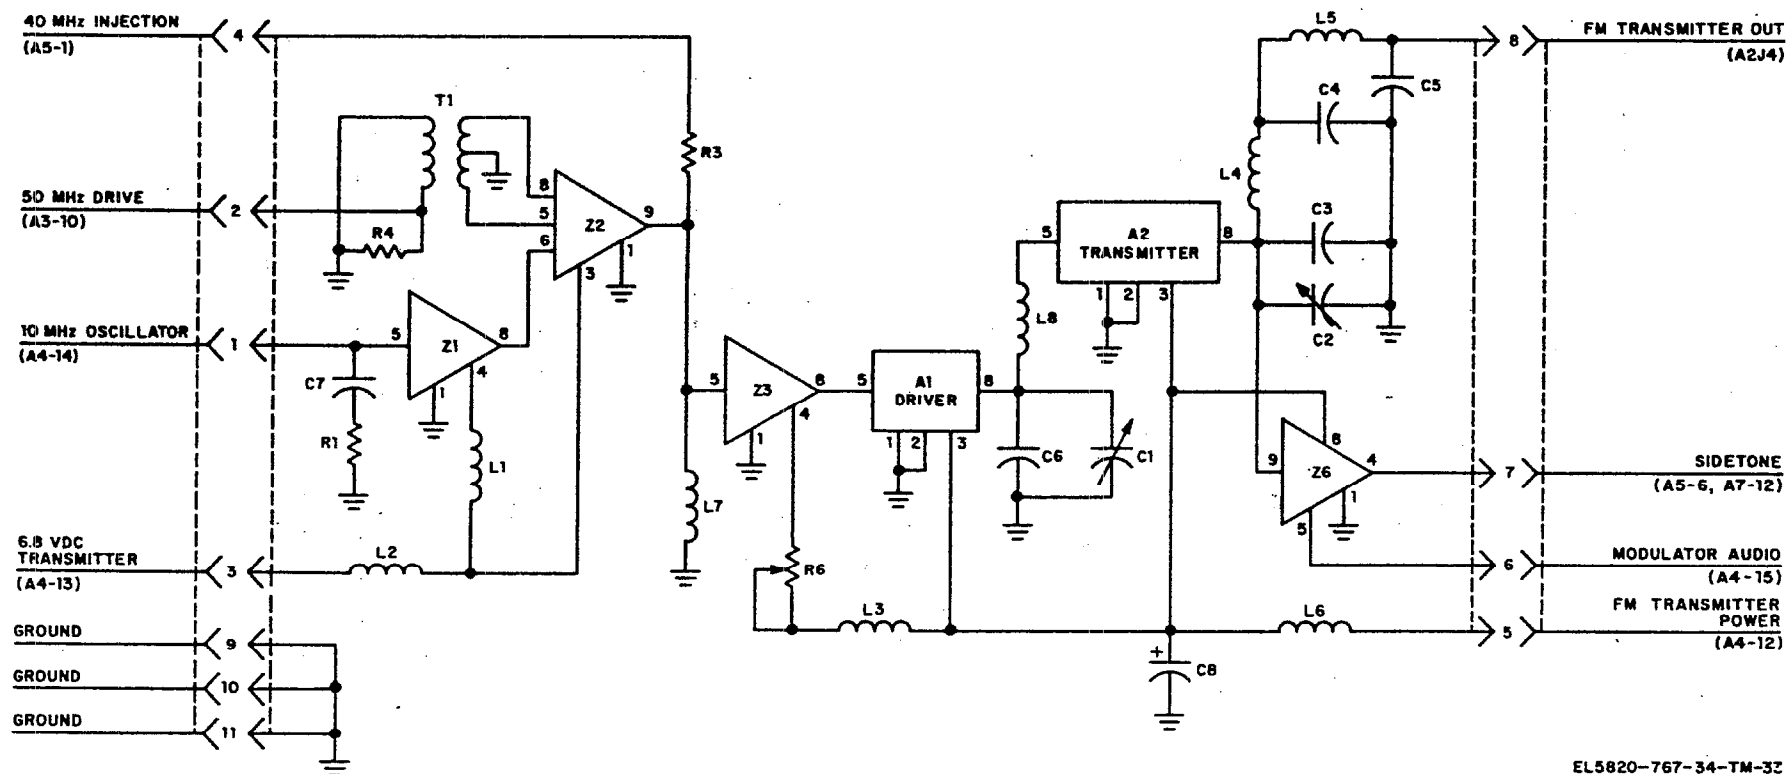 40 MHz INJECTION
(A5-1)
4
L5
8
FM TRANSMITTER OUT
(A2J4)
T1
C4
C5
R3
L4
50 MHz DRIVE
(A3-10)
2
R4
8
5
6
Z2
9
1
3
C3
5
A2
TRANSMITTER
8
1
2
3
C2
10 MHz OSCILLATOR
(A4-14)
1
5
Z1
8
4
1
C7
R1
L1
L8
5
Z3
8
4
1
5
A1
DRIVER
8
1
2
3
C6
C1
L7
8
9
Z6
4
1
5
7
SIDETONE
(A5-6, A7-12)
6.8 VDC
TRANSMITTER
(A4-13)
3
L2
R6
6
MODULATOR AUDIO
(A4-15)
L3
L6
5
FM TRANSMITTER
POWER
(A4-12)
GROUND
9
+
C8
GROUND
10
GROUND
11
EL5820-767-34-TM-33